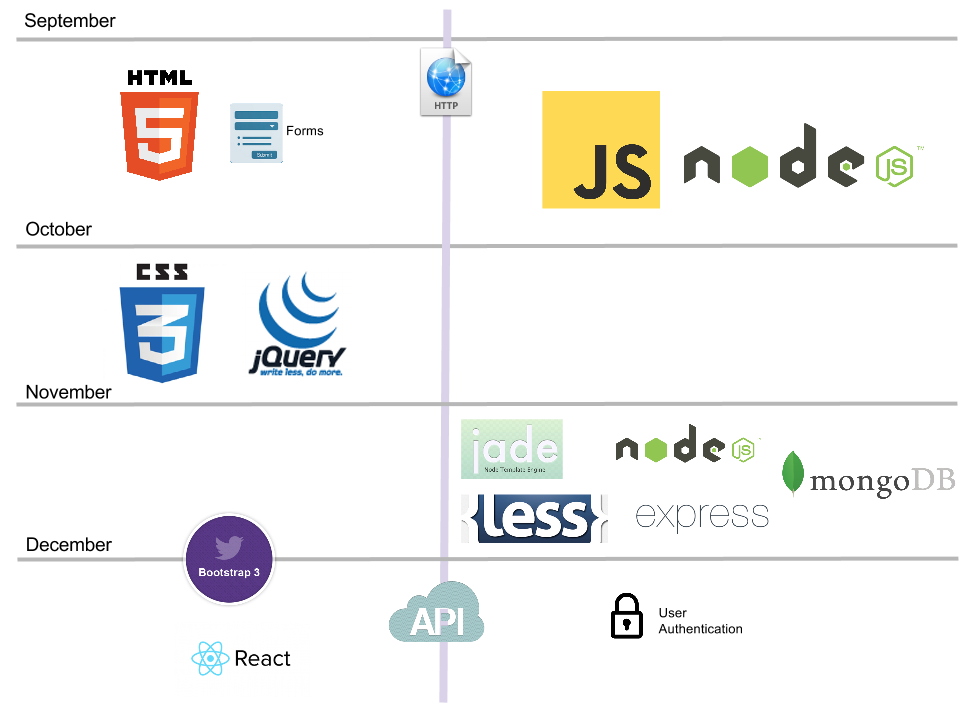 September
HTML
5
HTTP
Forms
Submit
JS
node
JS
TM
October
CSS
3
jQuery
write less, do more.
November
jade
Node Template Engine
node
JS
mongoDB
{less}
express
December
Bootstrap 3
API
User
Authentication
React